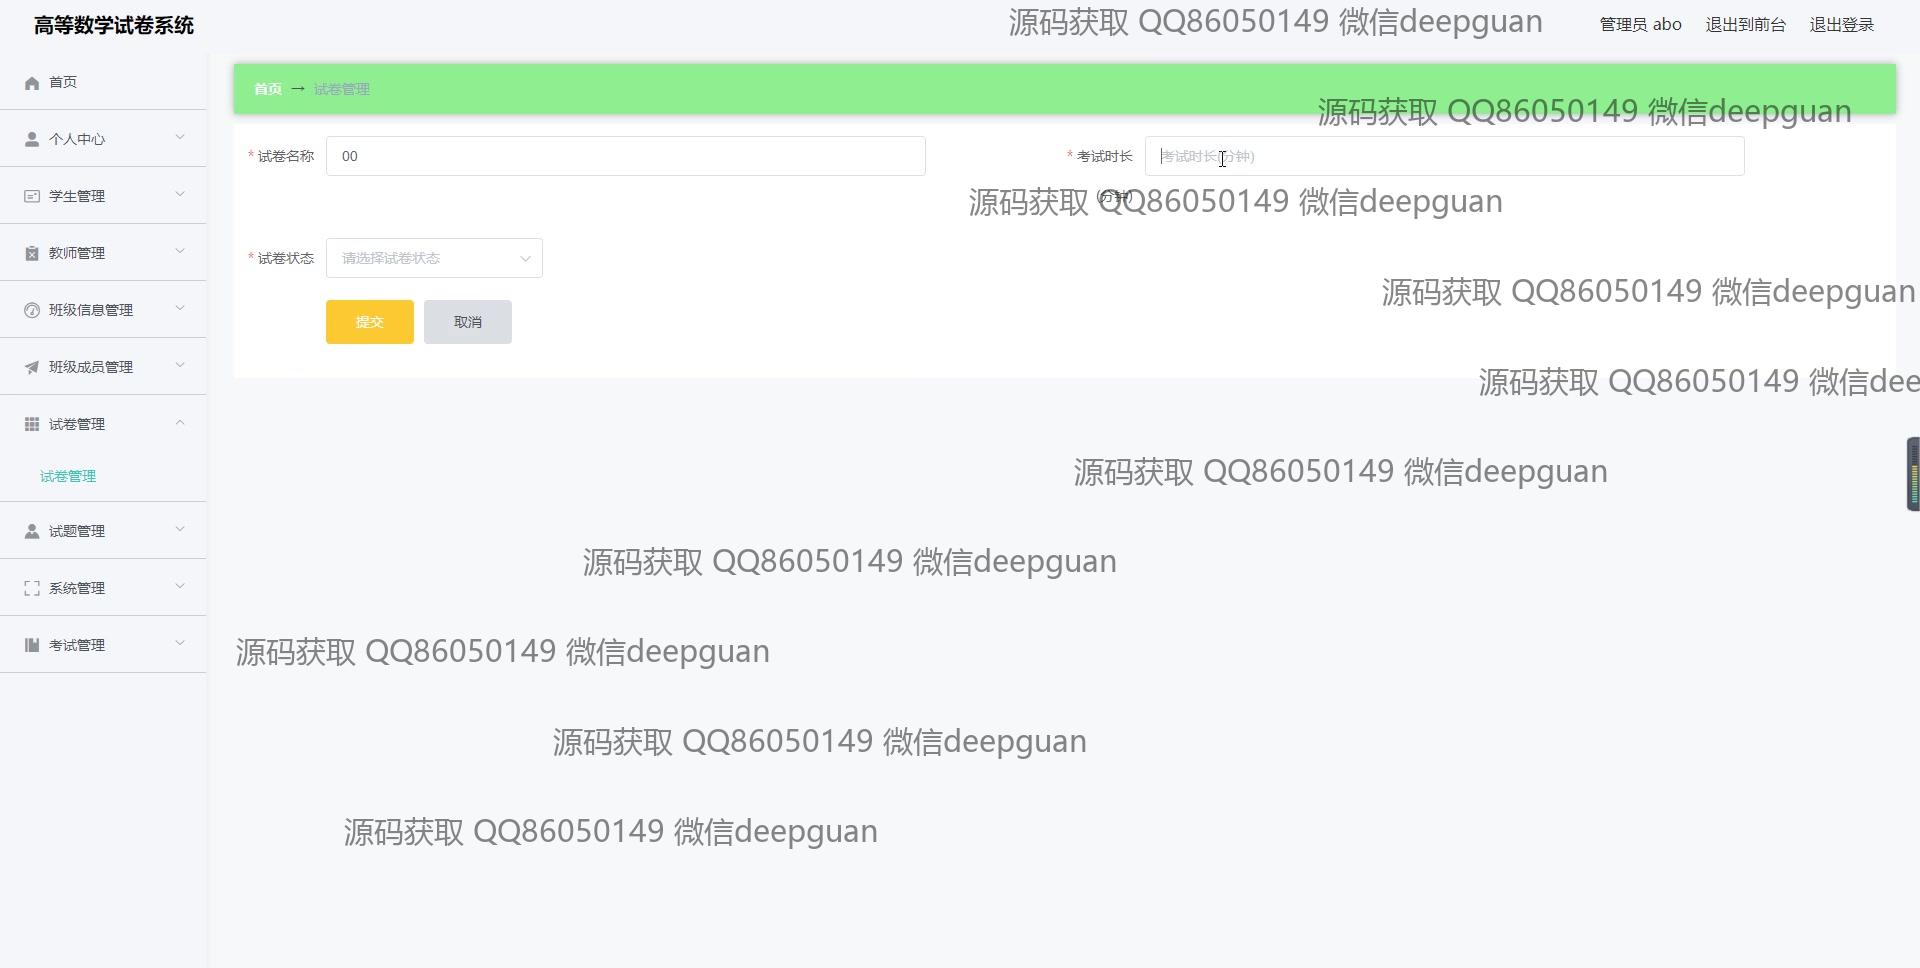 高等数学试卷系统
源码获取 QQ86050149 微信deepguan
管理员 abo 退出到前台 退出登录
首页
个人中心
学生管理
教师管理
班级信息管理
班级成员管理
试卷管理
试卷管理
试题管理
系统管理
考试管理
首页 → 试卷管理
源码获取 QQ86050149 微信deepguan
* 试卷名称 00
* 考试时长 考试时长(分钟)
(分钟)
源码获取 QQ86050149 微信deepguan
* 试卷状态 请选择试卷状态
源码获取 QQ86050149 微信deepguan
提交 取消
源码获取 QQ86050149 微信dee
源码获取 QQ86050149 微信deepguan
源码获取 QQ86050149 微信deepguan
源码获取 QQ86050149 微信deepguan
源码获取 QQ86050149 微信deepguan
源码获取 QQ86050149 微信deepguan